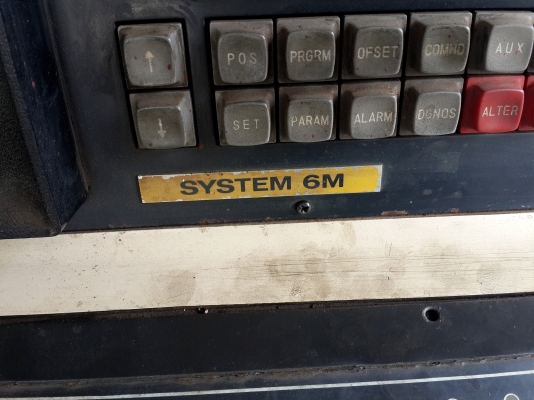 ↑ POS PRGRM OFSET COMND AUX
↓ SET PARAM ALARM DGNOS ALTER
SYSTEM 6M